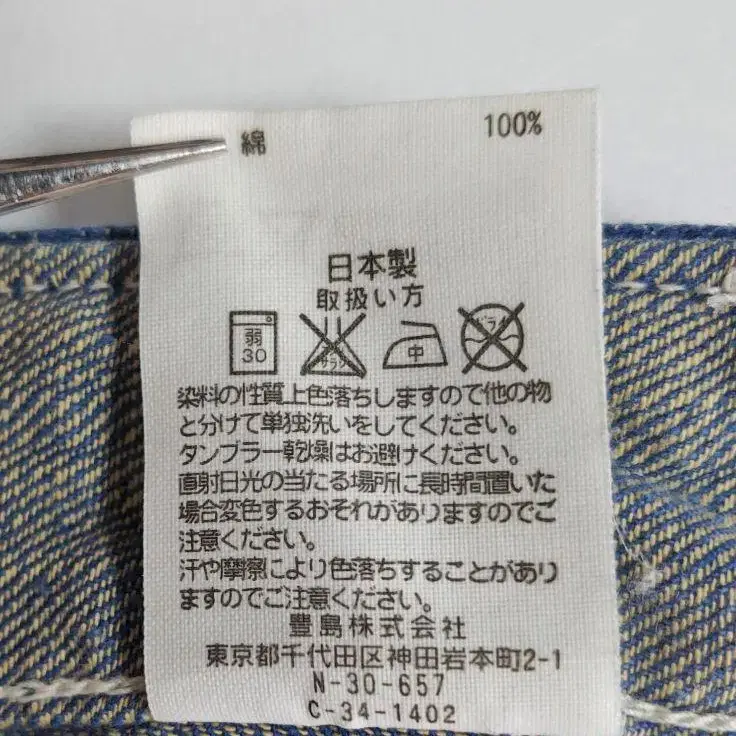 綿 100%
日本製
取扱い方
弱
30
サラシ
中
ドライ
染料の性質上色落ちしますので他の物
と分けて単独洗いをしてください。
タンブラー乾燥はお避けください。
直射日光の当たる場所に長時間置いた
場合変色するおそれがありますのでご
注意ください。
汗や摩擦により色落ちすることがあり
ますのでご注意ください。
豊島株式会社
東京都千代田区神田岩本町2-1
N-30-657
C-34-1402